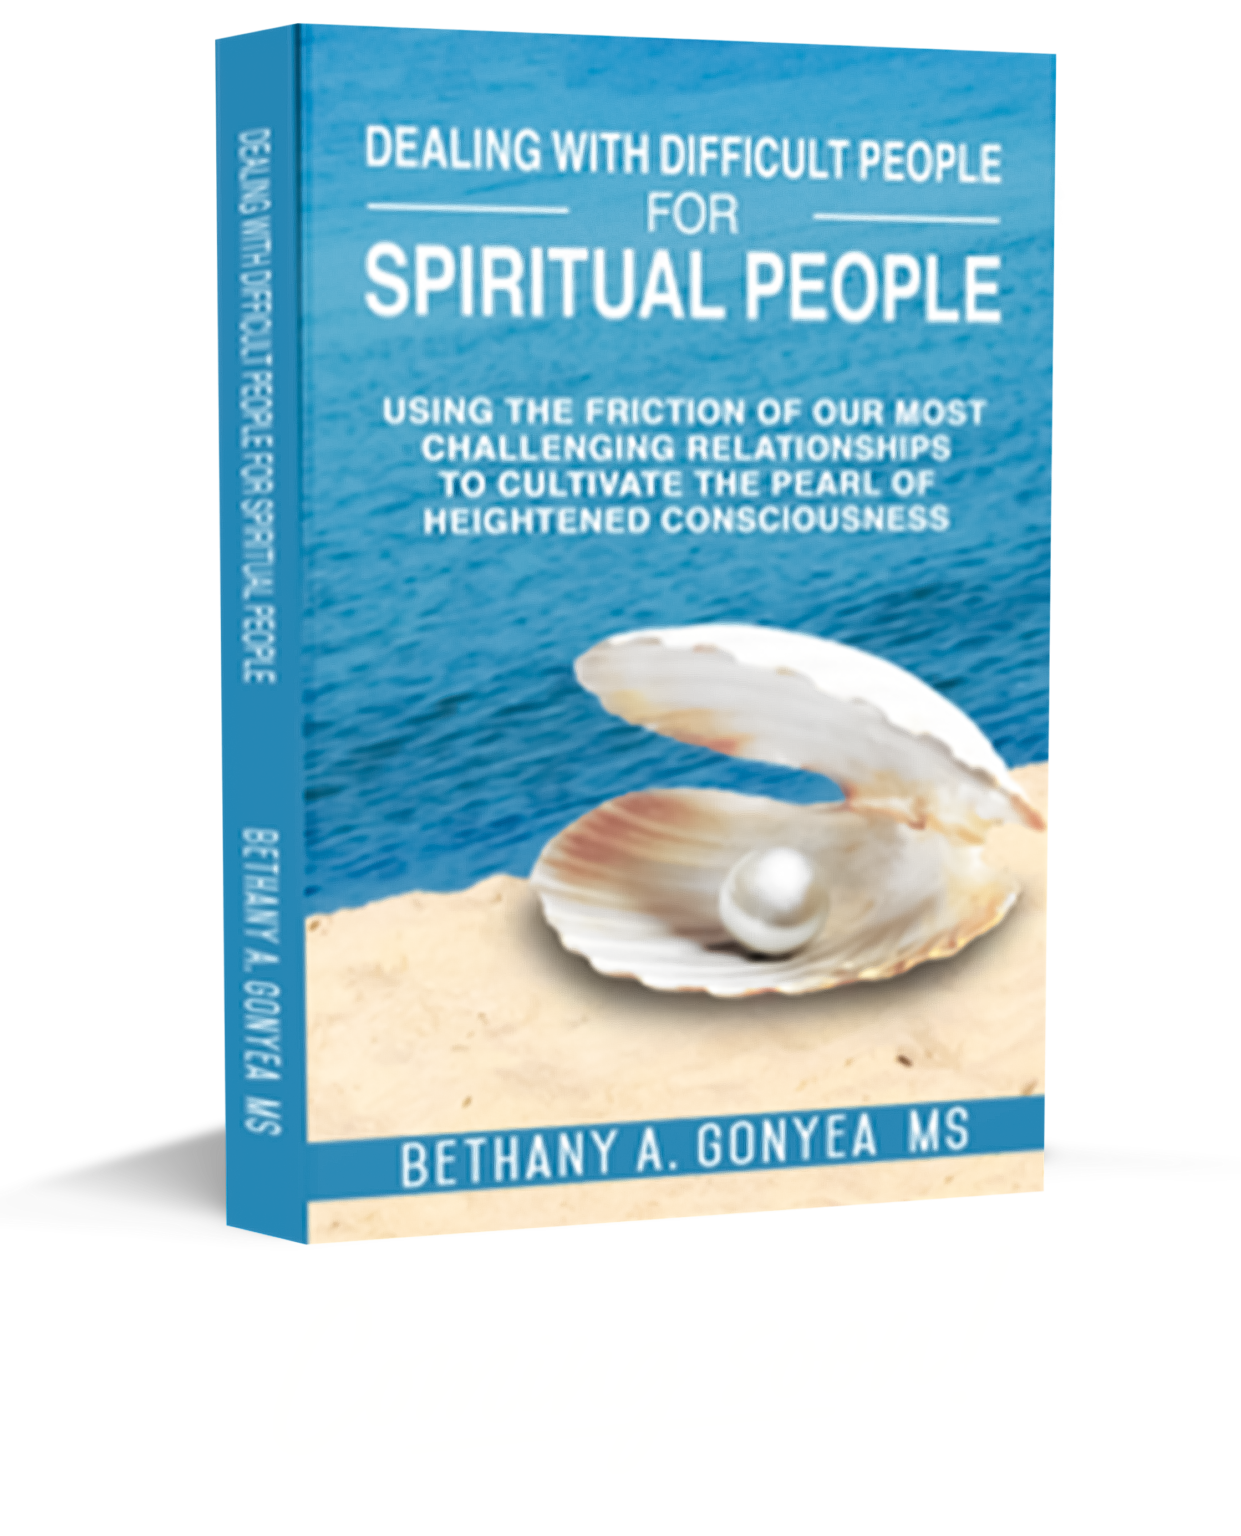 DEALING WITH DIFFICULT PEOPLE
FOR
SPIRITUAL PEOPLE
USING THE FRICTION OF OUR MOST
CHALLENGING RELATIONSHIPS
TO CULTIVATE THE PEARL OF
HEIGHTENED CONSCIOUSNESS
BETHANY A. GONYEA MS
DEALING WITH DIFFICULT PEOPLE FOR SPIRITUAL PEOPLE
BETHANY A. GONYEA MS